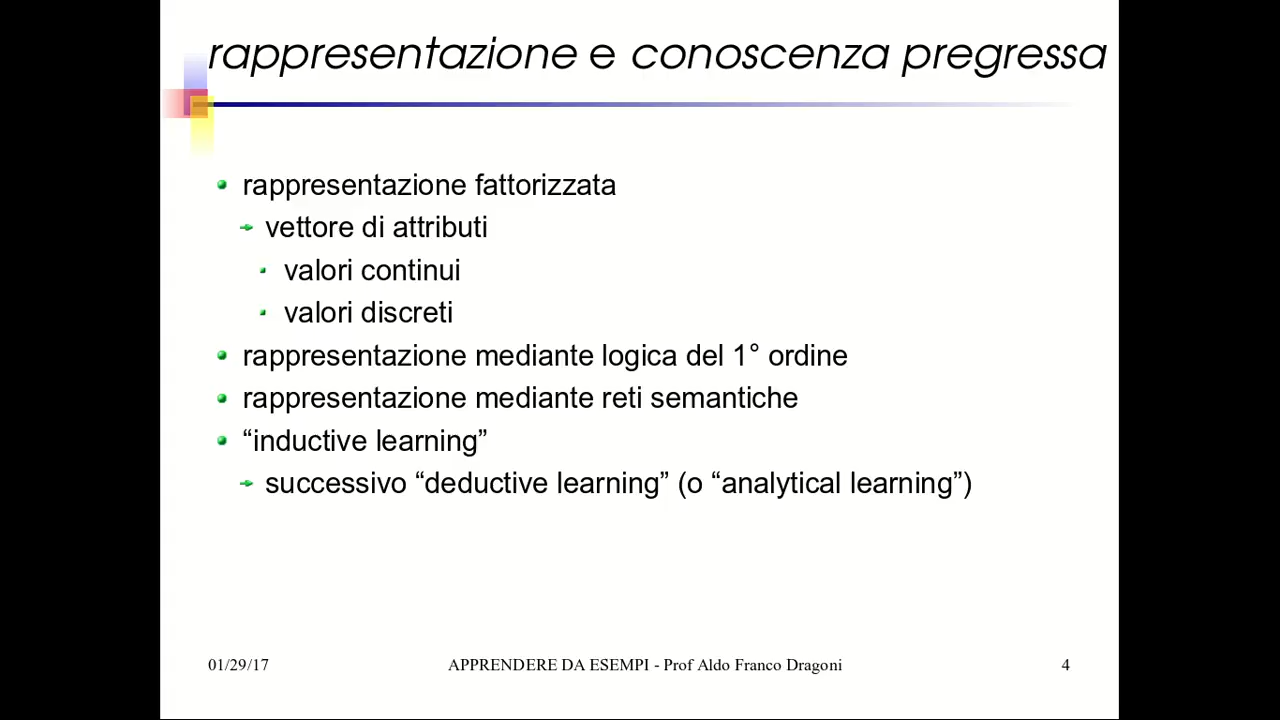 rappresentazione e conoscenza pregressa
rappresentazione fattorizzata
vettore di attributi
valori continui
valori discreti
rappresentazione mediante logica del 1° ordine
rappresentazione mediante reti semantiche
“inductive learning”
successivo “deductive learning” (o “analytical learning”)
01/29/17
APPRENDERE DA ESEMPI - Prof Aldo Franco Dragoni
4